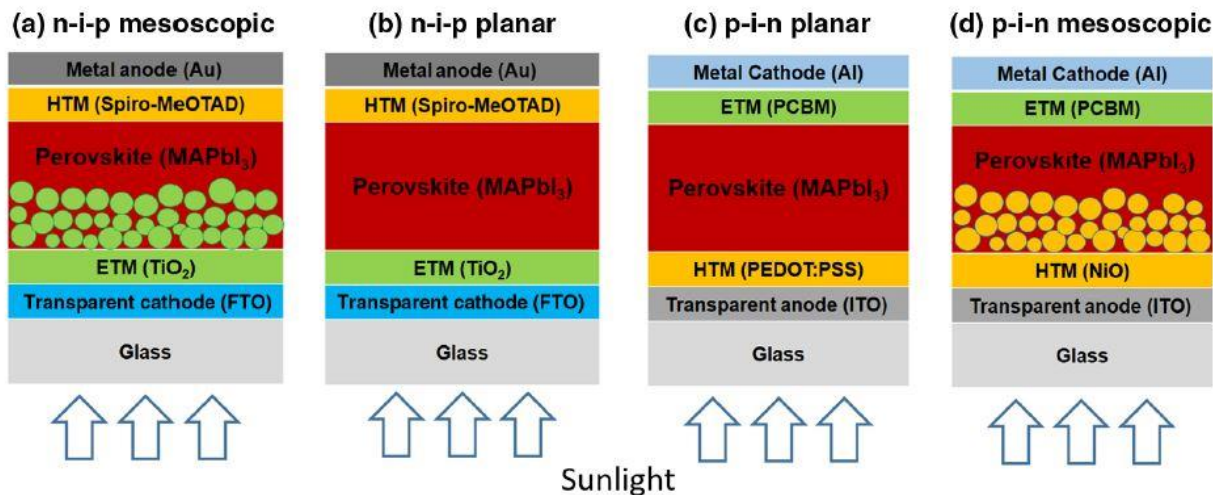 (a) n-i-p mesoscopic
Metal anode (Au)
HTM (Spiro-MeOTAD)
Perovskite (MAPbI₃)
ETM (TiO₂)
Transparent cathode (FTO)
Glass
(b) n-i-p planar
Metal anode (Au)
HTM (Spiro-MeOTAD)
Perovskite (MAPbI₃)
ETM (TiO₂)
Transparent cathode (FTO)
Glass
(c) p-i-n planar
Metal Cathode (Al)
ETM (PCBM)
Perovskite (MAPbI₃)
HTM (PEDOT:PSS)
Transparent anode (ITO)
Glass
(d) p-i-n mesoscopic
Metal Cathode (Al)
ETM (PCBM)
Perovskite (MAPbI₃)
HTM (NiO)
Transparent anode (ITO)
Glass
Sunlight